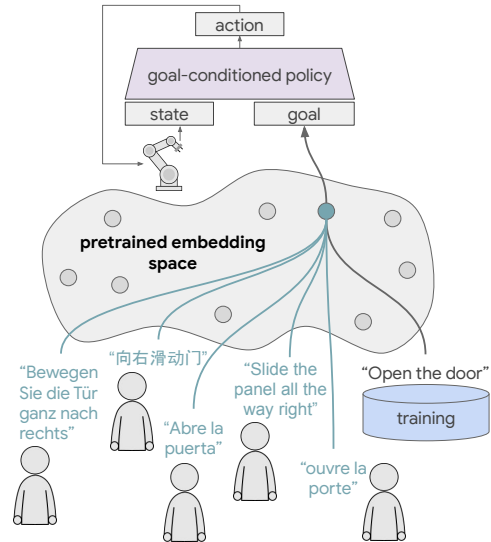 action
goal-conditioned policy
state
goal
pretrained embedding
space
“Bewegen
Sie die Tür
ganz nach
rechts”
“向右滑动门”
“Abre la
puerta”
“Slide the
panel all the
way right”
“ouvre la
porte”
“Open the door”
training